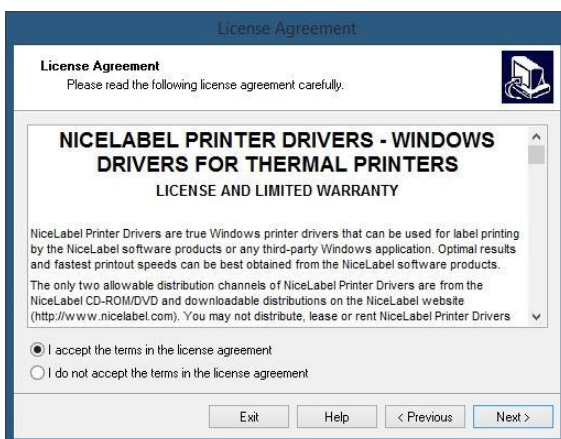 License Agreement
License Agreement
Please read the following license agreement carefully.
NICELABEL PRINTER DRIVERS - WINDOWS
DRIVERS FOR THERMAL PRINTERS
LICENSE AND LIMITED WARRANTY
NiceLabel Printer Drivers are true Windows printer drivers that can be used for label printing
by the NiceLabel software products or any third-party Windows application. Optimal results
and fastest printout speeds can be best obtained from the NiceLabel software products.
The only two allowable distribution channels of NiceLabel Printer Drivers are from the
NiceLabel CD-ROM/DVD and downloadable distributions on the NiceLabel website
(http://www.nicelabel.com). You may not distribute, lease or rent NiceLabel Printer Drivers
I accept the terms in the license agreement
I do not accept the terms in the license agreement
Exit Help < Previous Next >